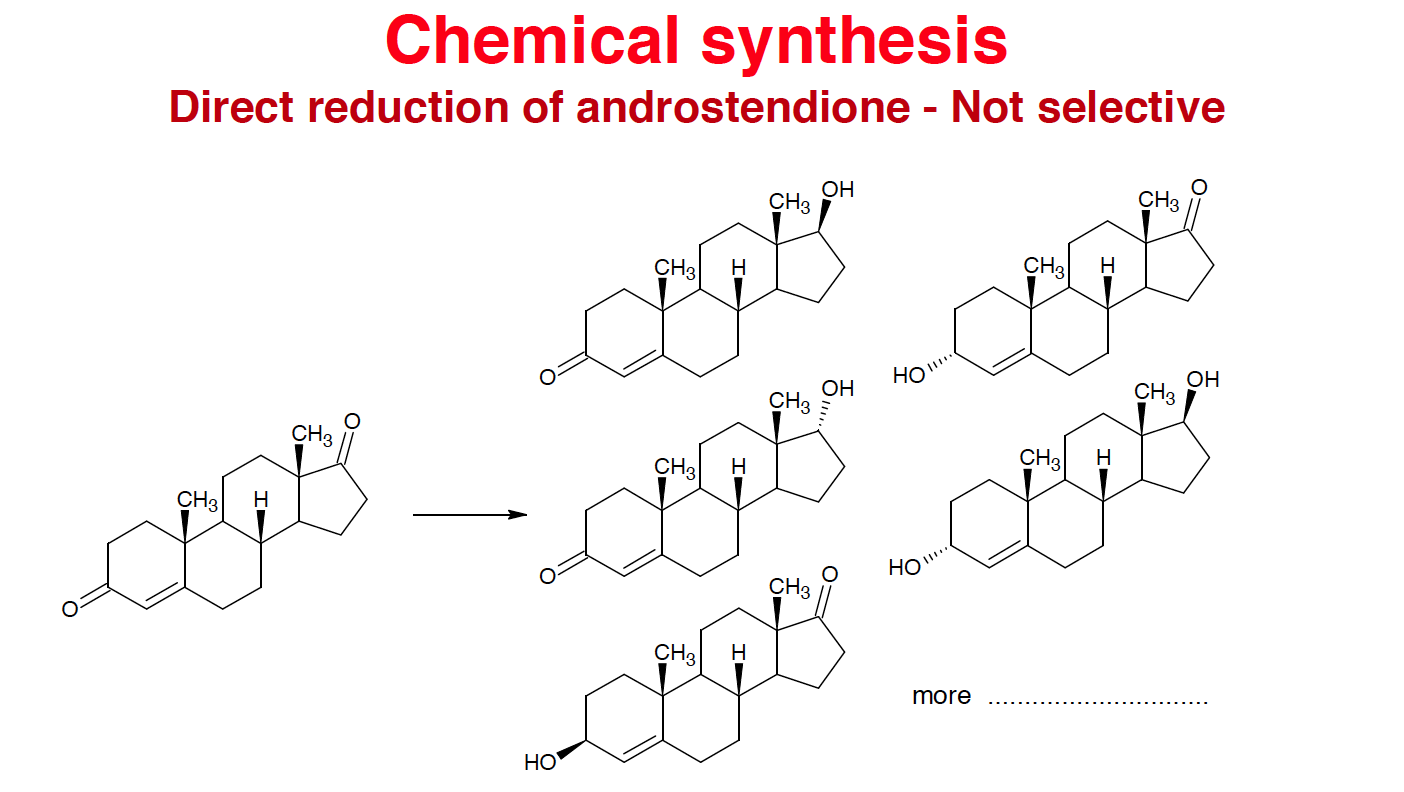 Chemical synthesis
Direct reduction of androstendione - Not selective
CH3
O
CH3
H
O
CH3
OH
CH3
H
O
CH3
O
CH3
H
HO
CH3
OH
CH3
H
O
CH3
OH
CH3
H
HO
CH3
O
CH3
H
HO
more ..............................